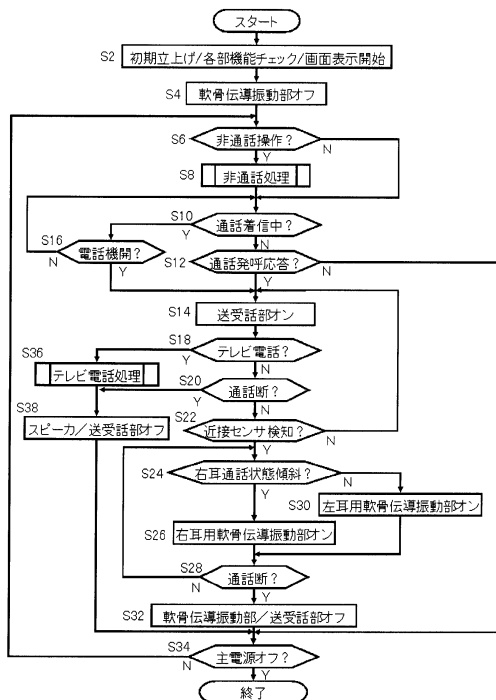 スタート
S2 初期立上げ/各部機能チェック/画面表示開始
S4 軟骨伝導振動部オフ
S6 非通話操作? N
Y
S8 非通話処理
S10 通話着信中?
Y N
S16 電話機開? N Y
S12 通話発呼応答? N
Y
S14 送受話部オン
S18 テレビ電話?
Y N
S36 テレビ電話処理
S20 通話断?
Y N
S38 スピーカ/送受話部オフ
S22 近接センサ検知? N
Y
S24 右耳通話状態傾斜? N
Y
S30 左耳用軟骨伝導振動部オン
S26 右耳用軟骨伝導振動部オン
S28 通話断?
N Y
S32 軟骨伝導振動部/送受話部オフ
S34 主電源オフ?
N Y
終了